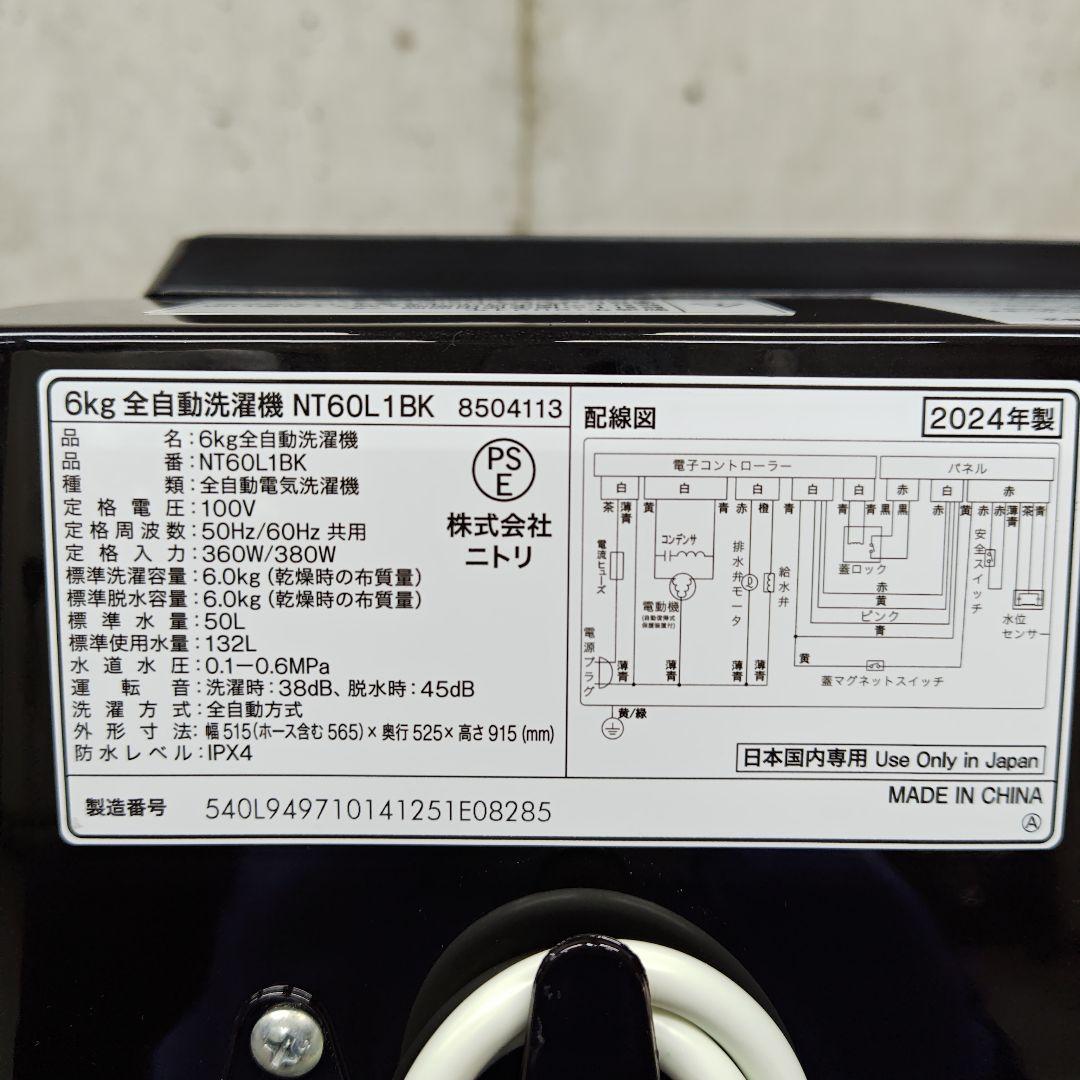 6kg 全自動洗濯機 NT60L1BK 8504113
品名：6kg全自動洗濯機
品番：NT60L1BK
種類：全自動電気洗濯機
定格電圧：100V
定格周波数：50Hz/60Hz 共用
定格入力：360W/380W
標準洗濯容量：6.0kg (乾燥時の布質量)
標準脱水容量：6.0kg (乾燥時の布質量)
標準水量：50L
標準使用水量：132L
水道水圧：0.1－0.6MPa
運転音：洗濯時：38dB、脱水時：45dB
洗濯方式：全自動方式
外形寸法：幅 515(ホース含む 565)× 奥行 525× 高さ 915 (mm)
防水レベル：IPX4
PS
E
株式会社
ニトリ
配線図
2024年製
電子コントローラー
パネル
白 白 白 白 白 赤 白 赤
茶 薄青 黄 青 赤 橙 青 青 黒 黒 赤 黄 赤 赤 薄青 茶 青
電流ヒューズ
コンデンサ
電動機
(自動復帰式
保護装置付)
排水弁モータ
給水弁
蓋ロック
安全スイッチ
水位
センサー
赤
黄
ピンク
青
電源プラグ
薄青 薄青 薄青 薄青
黄
蓋マグネットスイッチ
黄/緑
日本国内専用 Use Only in Japan
MADE IN CHINA
A
製造番号 540L949710141251E08285